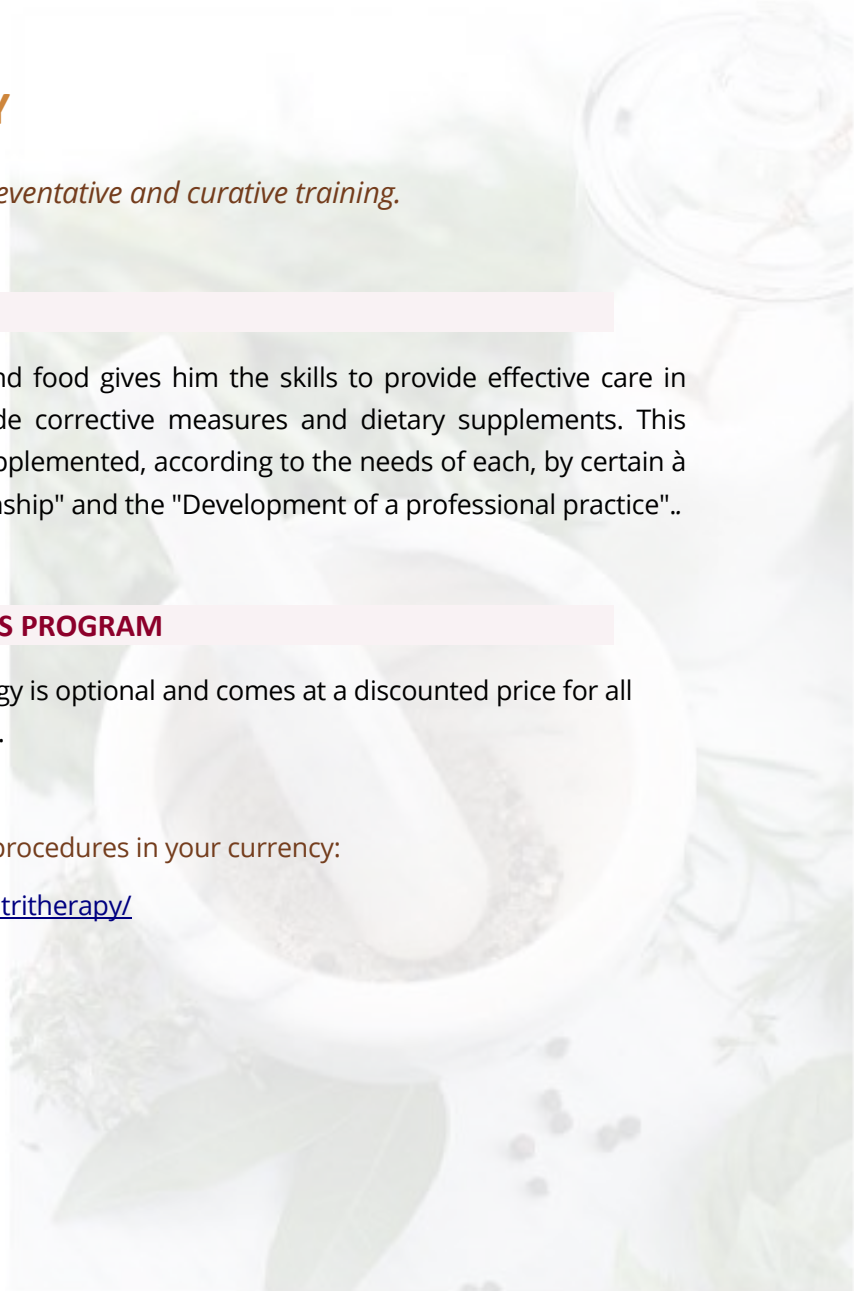 Y
eventative and curative training.
nd food gives him the skills to provide effective care in
de corrective measures and dietary supplements. This
pplemented, according to the needs of each, by certain à
nship" and the "Development of a professional practice"..
S PROGRAM
gy is optional and comes at a discounted price for all
.
procedures in your currency:
tritherapy/